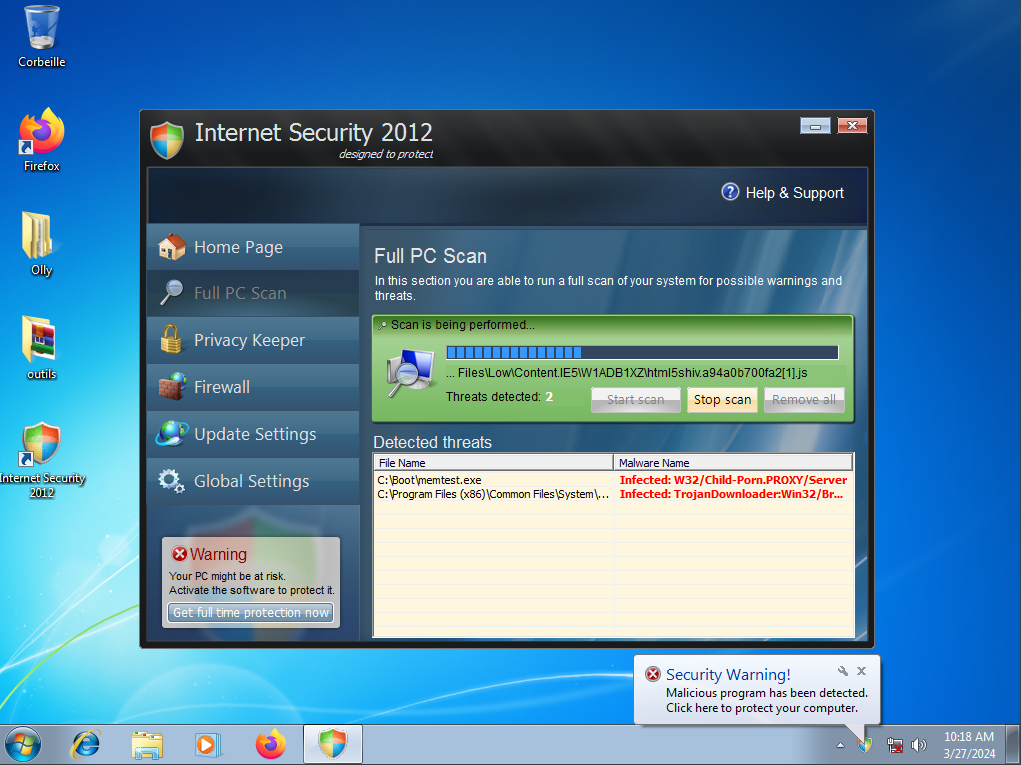 Corbeille
Firefox
Olly
outils
Internet Security
2012
Internet Security 2012
designed to protect
Help & Support
Home Page
Full PC Scan
Privacy Keeper
Firewall
Update Settings
Global Settings
Warning
Your PC might be at risk.
Activate the software to protect it.
Get full time protection now
Full PC Scan
In this section you are able to run a full scan of your system for possible warnings and
threats.
Scan is being performed...
... Files\Low\Content.IE5\W1ADB1XZ\html5shiv.a94a0b700fa2[1].js
Threats detected: 2
Start scan
Stop scan
Remove all
Detected threats
File Name Malware Name
C:\Boot\memtest.exe Infected: W32/Child-Porn.PROXY/Server
C:\Program Files (x86)\Common Files\System\... Infected: TrojanDownloader:Win32/Br...
Security Warning!
Malicious program has been detected.
Click here to protect your computer.
10:18 AM
3/27/2024